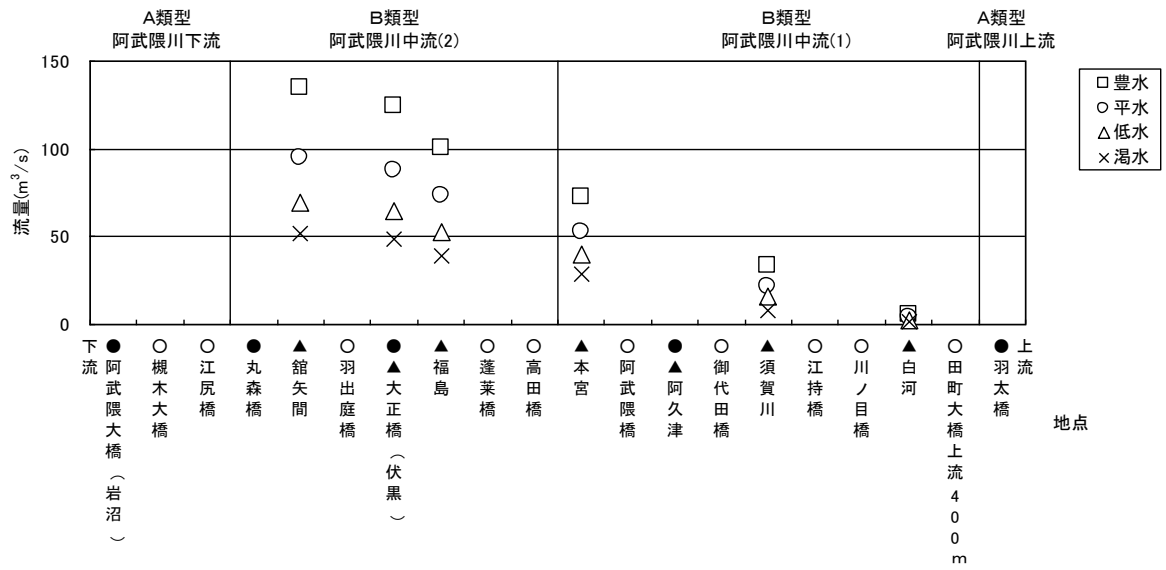 A類型
阿武隈川下流
B類型
阿武隈川中流(2)
B類型
阿武隈川中流(1)
A類型
阿武隈川上流
流量(m³/s)
150
100
50
0
□豊水
○平水
△低水
×渇水
下流
●阿武隈大橋(岩沼)
○槻木大橋
○江尻橋
●丸森橋
▲舘矢間
○羽出庭橋
●▲大正橋(伏黒)
▲福島
○蓬莱橋
○高田橋
▲本宮
○阿武隈橋
●▲阿久津
○御代田橋
▲須賀川
○江持橋
○川ノ目橋
▲白河
○田町大橋上流400m
●羽太橋
上流
地点